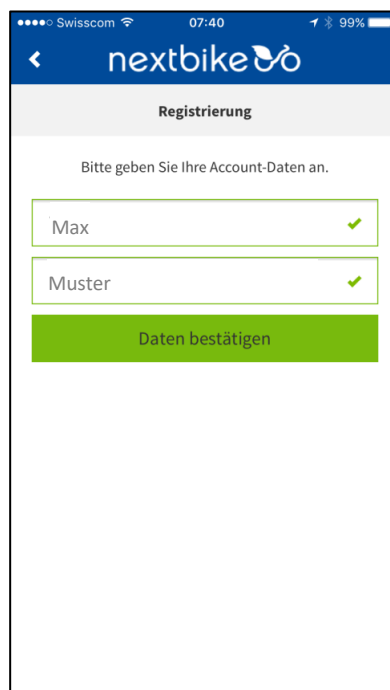 Swisscom 07:40 99%
nextbike
Registrierung
Bitte geben Sie Ihre Account-Daten an.
Max
Muster
Daten bestätigen